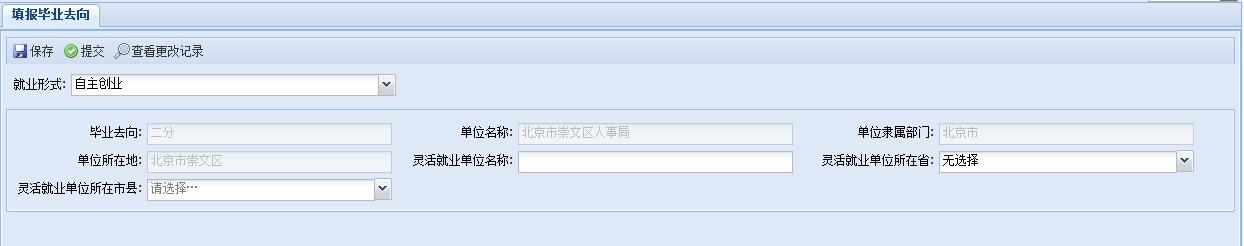 填报毕业去向
保存 提交 查看更改记录
就业形式: 自主创业
毕业去向: 二分 单位名称: 北京市崇文区人事局 单位隶属部门: 北京市
单位所在地: 北京市崇文区 灵活就业单位名称: 灵活就业单位所在省: 无选择
灵活就业单位所在市县: 请选择…